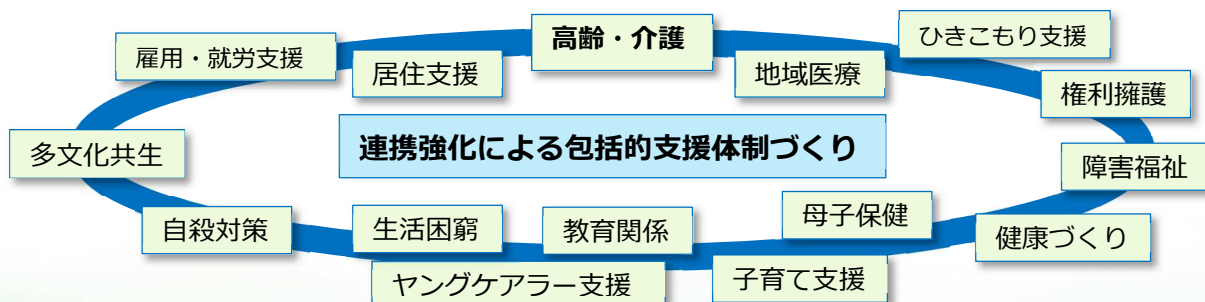 高齢・介護
ひきこもり支援
雇用・就労支援
居住支援
地域医療
権利擁護
連携強化による包括的支援体制づくり
多文化共生
障害福祉
自殺対策
生活困窮
教育関係
母子保健
健康づくり
ヤングケアラー支援
子育て支援